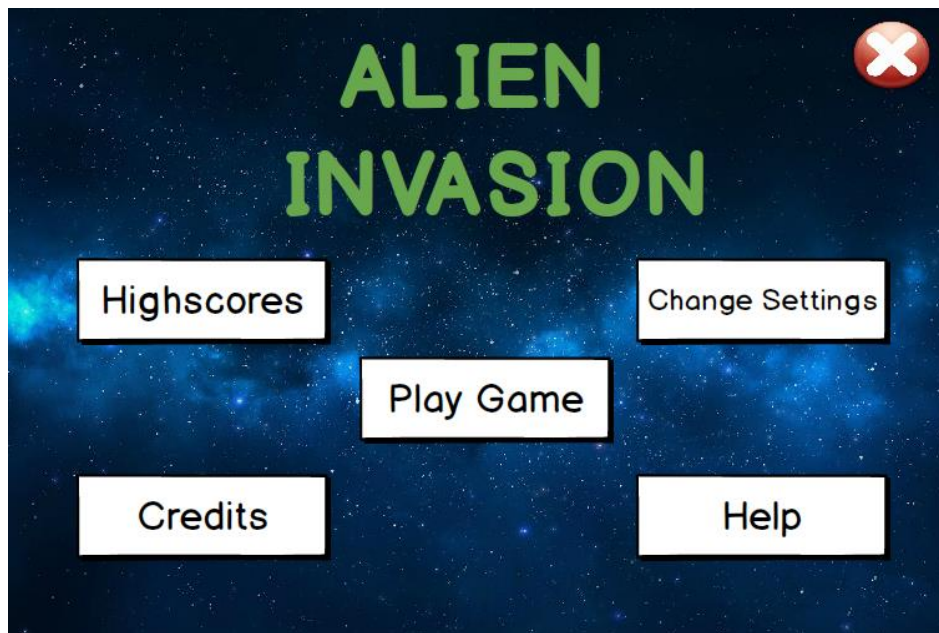 ALIEN
INVASION
Highscores
Change Settings
Play Game
Credits
Help